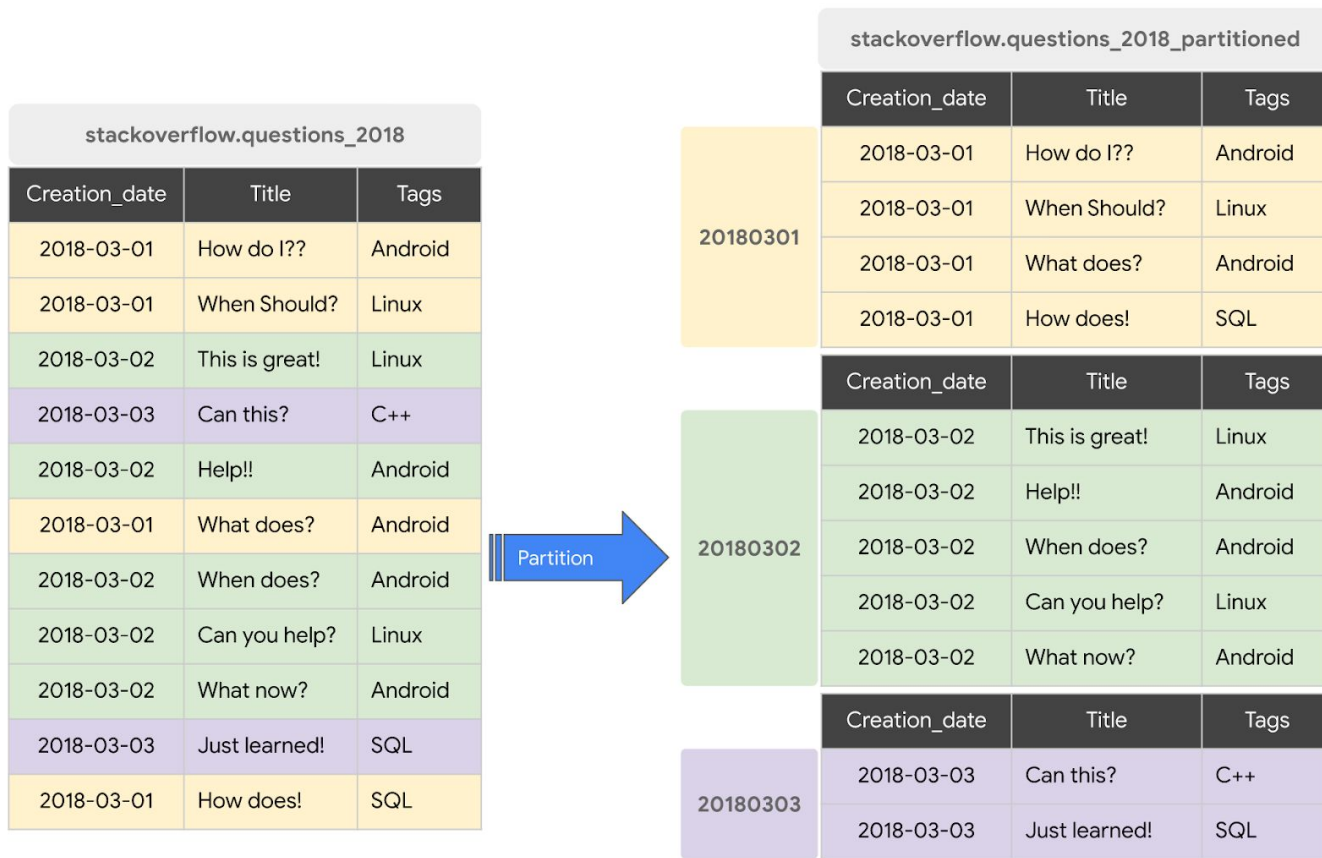 stackoverflow.questions_2018
Creation_date Title Tags
2018-03-01 How do I?? Android
2018-03-01 When Should? Linux
2018-03-02 This is great! Linux
2018-03-03 Can this? C++
2018-03-02 Help!! Android
2018-03-01 What does? Android
2018-03-02 When does? Android
2018-03-02 Can you help? Linux
2018-03-02 What now? Android
2018-03-03 Just learned! SQL
2018-03-01 How does! SQL
Partition
stackoverflow.questions_2018_partitioned
20180301
Creation_date Title Tags
2018-03-01 How do I?? Android
2018-03-01 When Should? Linux
2018-03-01 What does? Android
2018-03-01 How does! SQL
20180302
Creation_date Title Tags
2018-03-02 This is great! Linux
2018-03-02 Help!! Android
2018-03-02 When does? Android
2018-03-02 Can you help? Linux
2018-03-02 What now? Android
20180303
Creation_date Title Tags
2018-03-03 Can this? C++
2018-03-03 Just learned! SQL